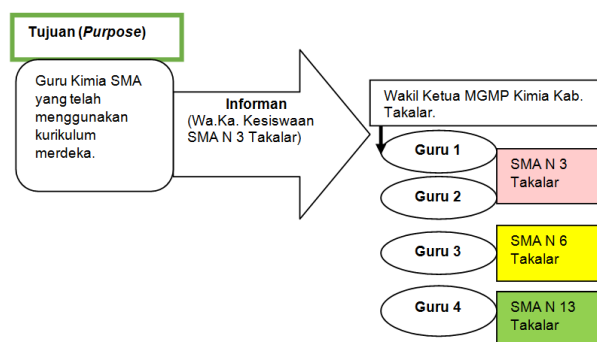 Tujuan (Purpose)
Guru Kimia SMA
yang telah
menggunakan
kurikulum
merdeka.
Informan
(Wa.Ka. Kesiswaan
SMA N 3 Takalar)
Wakil Ketua MGMP Kimia Kab.
Takalar.
Guru 1
Guru 2
SMA N 3
Takalar
Guru 3
SMA N 6
Takalar
Guru 4
SMA N 13
Takalar